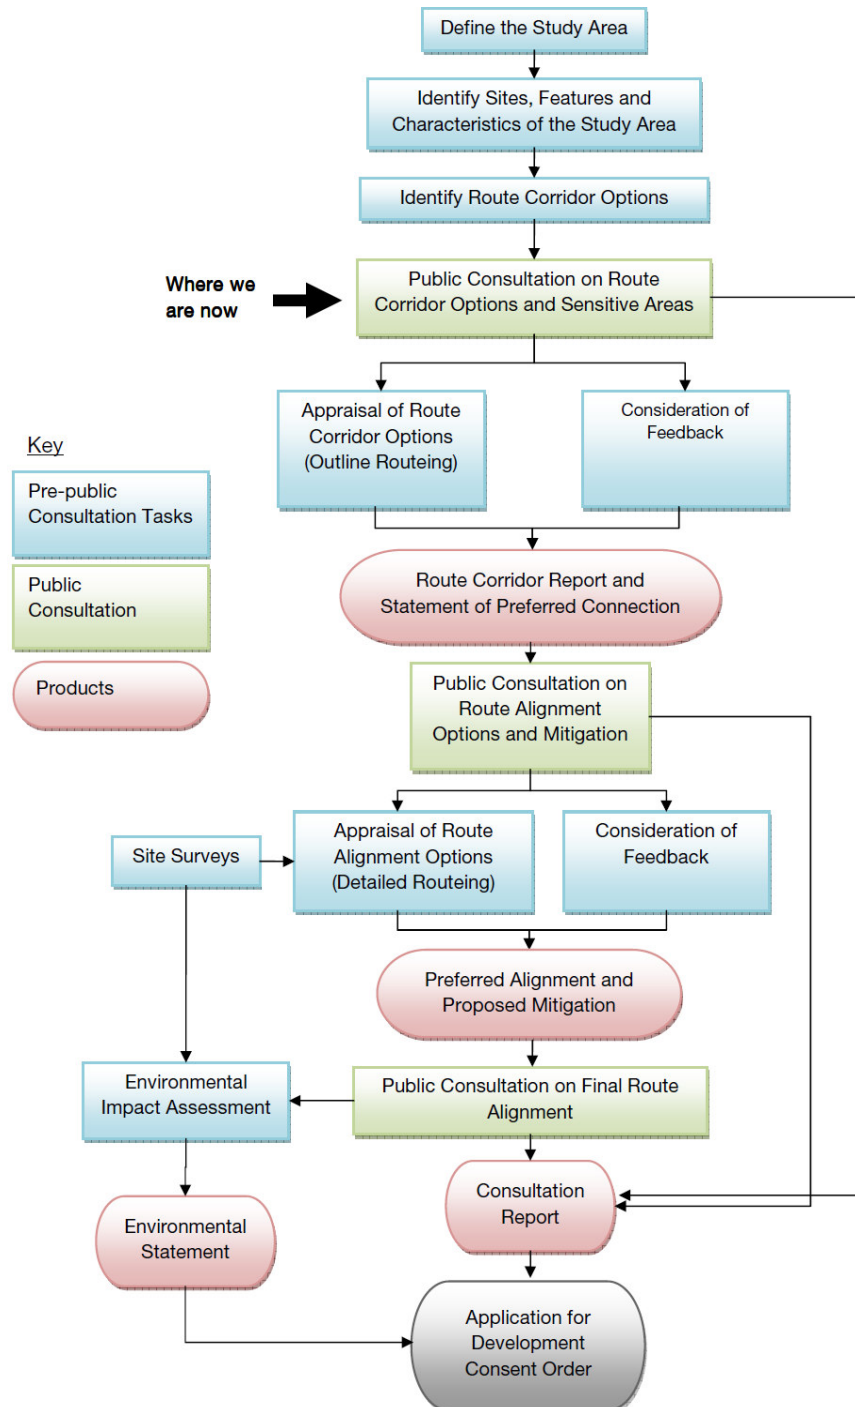 Define the Study Area
Identify Sites, Features and
Characteristics of the Study Area
Identify Route Corridor Options
Where we
are now
Public Consultation on Route
Corridor Options and Sensitive Areas
Appraisal of Route
Corridor Options
(Outline Routeing)
Consideration of
Feedback
Key
Pre-public
Consultation Tasks
Public
Consultation
Products
Route Corridor Report and
Statement of Preferred Connection
Public Consultation on
Route Alignment
Options and Mitigation
Site Surveys
Appraisal of Route
Alignment Options
(Detailed Routeing)
Consideration of
Feedback
Preferred Alignment and
Proposed Mitigation
Environmental
Impact Assessment
Public Consultation on Final Route
Alignment
Environmental
Statement
Consultation
Report
Application for
Development
Consent Order